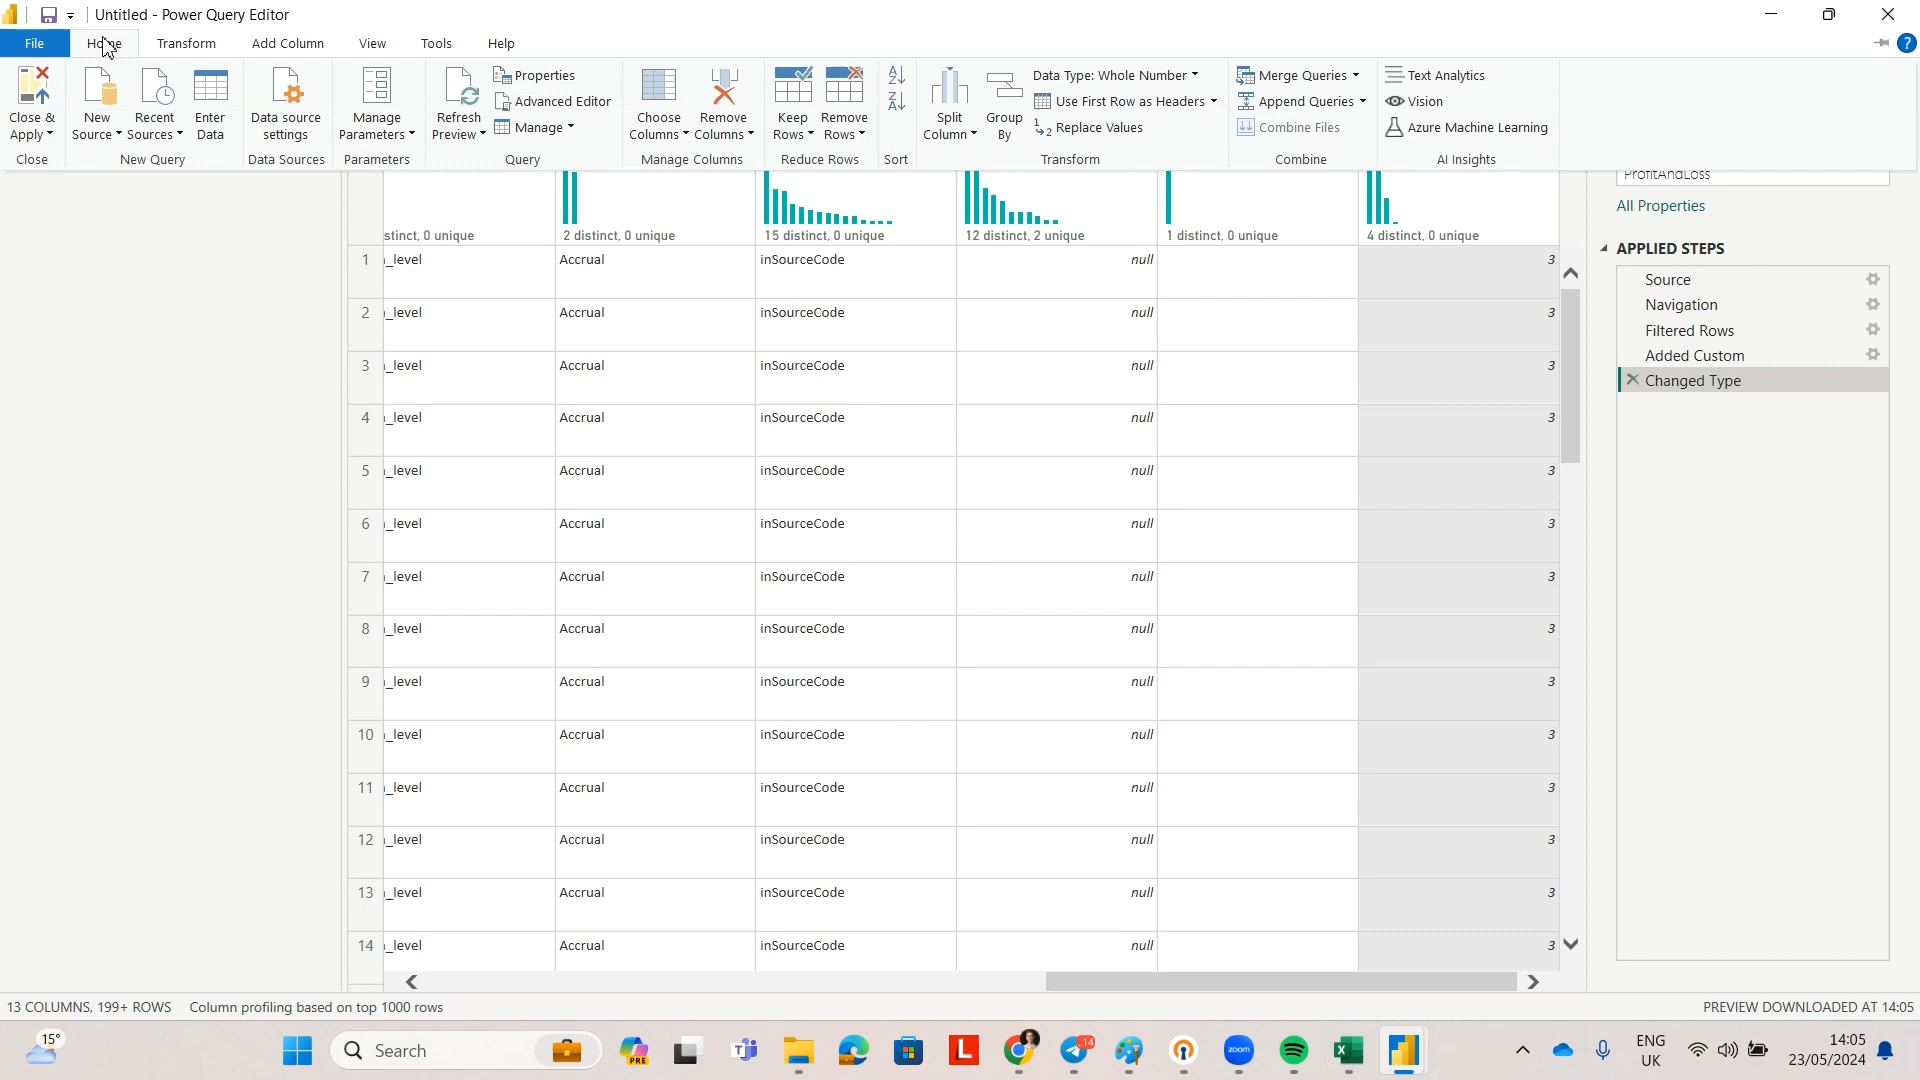 Untitled - Power Query Editor
File Home Transform Add Column View Tools Help
Close & Apply
New Source
Recent Sources
Enter Data
Data source settings
Manage Parameters
Refresh Preview
Properties
Advanced Editor
Manage
Choose Columns
Remove Columns
Keep Rows
Remove Rows
Split Column
Group By
Data Type: Whole Number
Use First Row as Headers
Replace Values
Merge Queries
Append Queries
Combine Files
Text Analytics
Vision
Azure Machine Learning
Close New Query Data Sources Parameters Query Manage Columns Reduce Rows Sort Transform Combine AI Insights
stinct, 0 unique 2 distinct, 0 unique 15 distinct, 0 unique 12 distinct, 2 unique 1 distinct, 0 unique 4 distinct, 0 unique
1 _level Accrual inSourceCode null 3
2 _level Accrual inSourceCode null 3
3 _level Accrual inSourceCode null 3
4 _level Accrual inSourceCode null 3
5 _level Accrual inSourceCode null 3
6 _level Accrual inSourceCode null 3
7 _level Accrual inSourceCode null 3
8 _level Accrual inSourceCode null 3
9 _level Accrual inSourceCode null 3
10 _level Accrual inSourceCode null 3
11 _level Accrual inSourceCode null 3
12 _level Accrual inSourceCode null 3
13 _level Accrual inSourceCode null 3
14 _level Accrual inSourceCode null 3
ProfitAndLoss
All Properties
APPLIED STEPS
Source
Navigation
Filtered Rows
Added Custom
Changed Type
13 COLUMNS, 199+ ROWS Column profiling based on top 1000 rows
PREVIEW DOWNLOADED AT 14:05
15°
Search
PRE
L
14
zoom
ENG
UK
14:05
23/05/2024